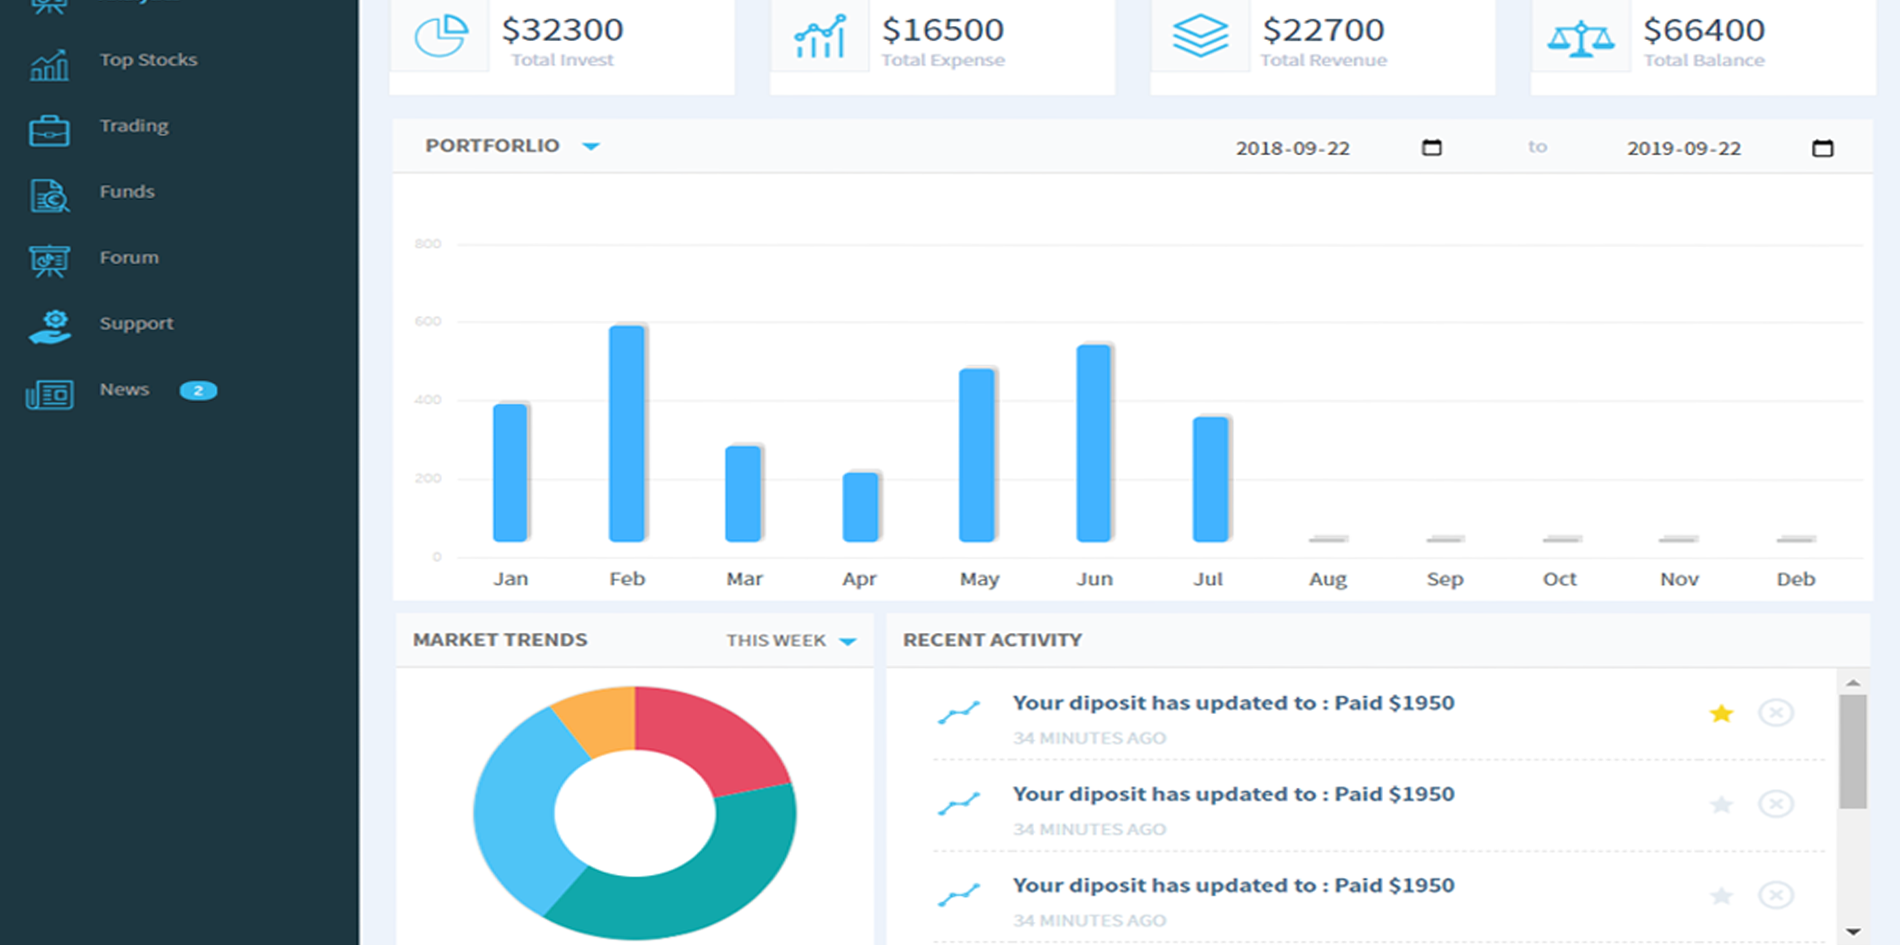 Top Stocks
Trading
Funds
Forum
Support
News 2
$32300
Total Invest
$16500
Total Expense
$22700
Total Revenue
$66400
Total Balance
PORTFORLIO
2018-09-22 to 2019-09-22
800
600
400
200
0
Jan Feb Mar Apr May Jun Jul Aug Sep Oct Nov Deb
MARKET TRENDS THIS WEEK
RECENT ACTIVITY
Your diposit has updated to : Paid $1950
34 MINUTES AGO
Your diposit has updated to : Paid $1950
34 MINUTES AGO
Your diposit has updated to : Paid $1950
34 MINUTES AGO